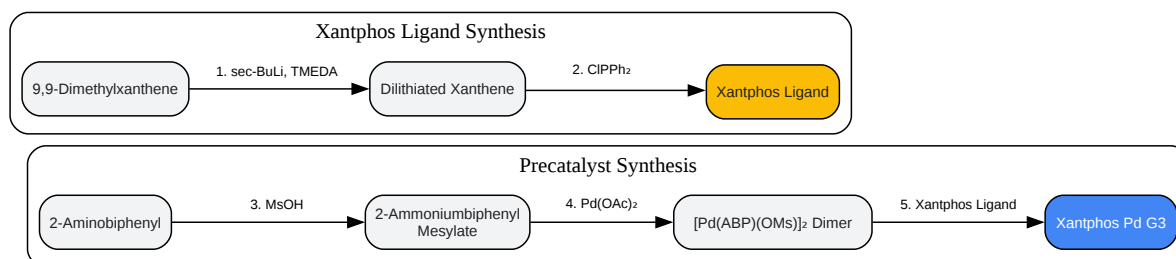 Xantphos Ligand Synthesis
9,9-Dimethylxanthene
1. sec-BuLi, TMEDA
Dilithiated Xanthene
2. ClPPh₂
Xantphos Ligand
Precatalyst Synthesis
2-Aminobiphenyl
3. MsOH
2-Ammoniumbiphenyl
Mesylate
4. Pd(OAc)₂
[Pd(ABP)(OMs)]₂ Dimer
5. Xantphos Ligand
Xantphos Pd G3